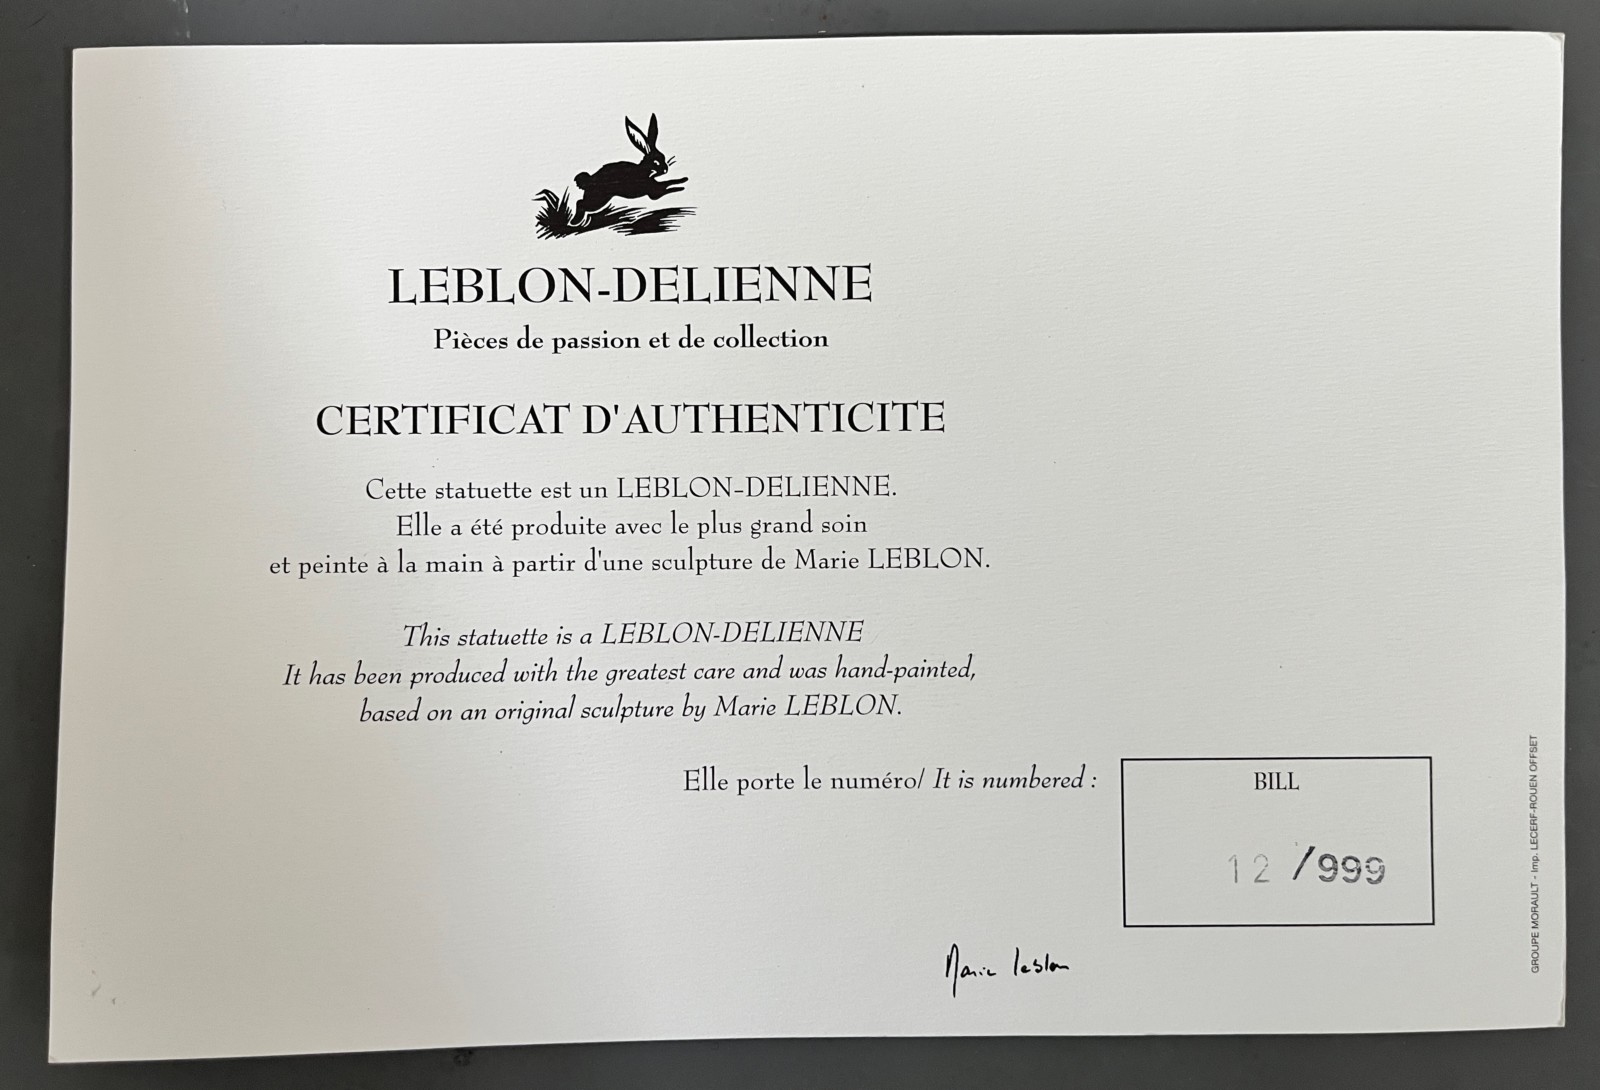 LEBLON-DELIENNE
Pièces de passion et de collection
CERTIFICAT D'AUTHENTICITE
Cette statuette est un LEBLON-DELIENNE.
Elle a été produite avec le plus grand soin
et peinte à la main à partir d'une sculpture de Marie LEBLON.
This statuette is a LEBLON-DELIENNE
It has been produced with the greatest care and was hand-painted,
based on an original sculpture by Marie LEBLON.
Elle porte le numéro/ It is numbered :
BILL
12 /999
Marie Leblon
GROUPE MORAULT - Imp. LECERF-ROUEN OFFSET